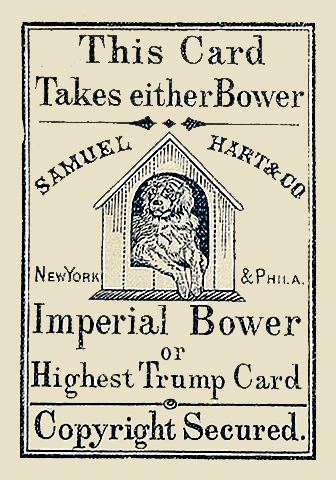 This Card
Takes either Bower
SAMUEL HART & CO
NEW YORK & PHILA.
Imperial Bower
or
Highest Trump Card
Copyright Secured.